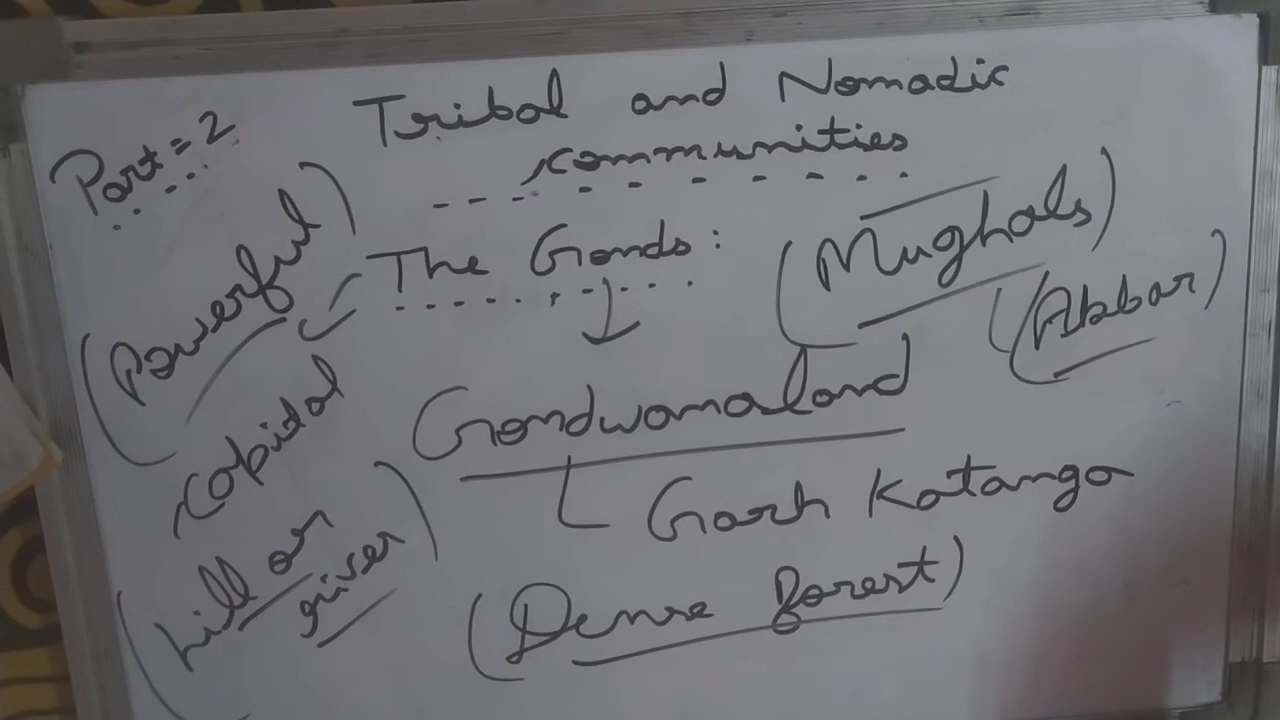 Part = 2
Tribal and Nomadic
communities
The Gonds :
(Mughals)
(Akbar)
(Powerful)
Gondwanaland
capital
Garh Katanga
(hill or
river)
(Dense forest)